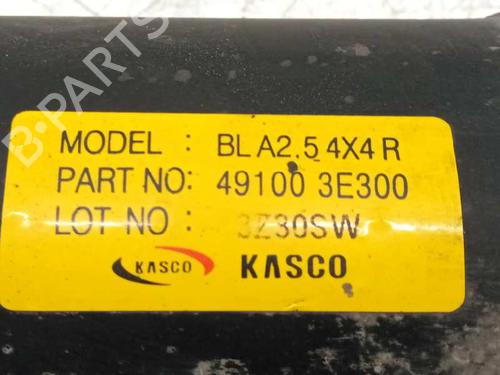 B-PARTS
MODEL : BL A2.5 4X4 R
PART NO: 49100 3E300
LOT NO : 3Z30SW
KASCO KASCO